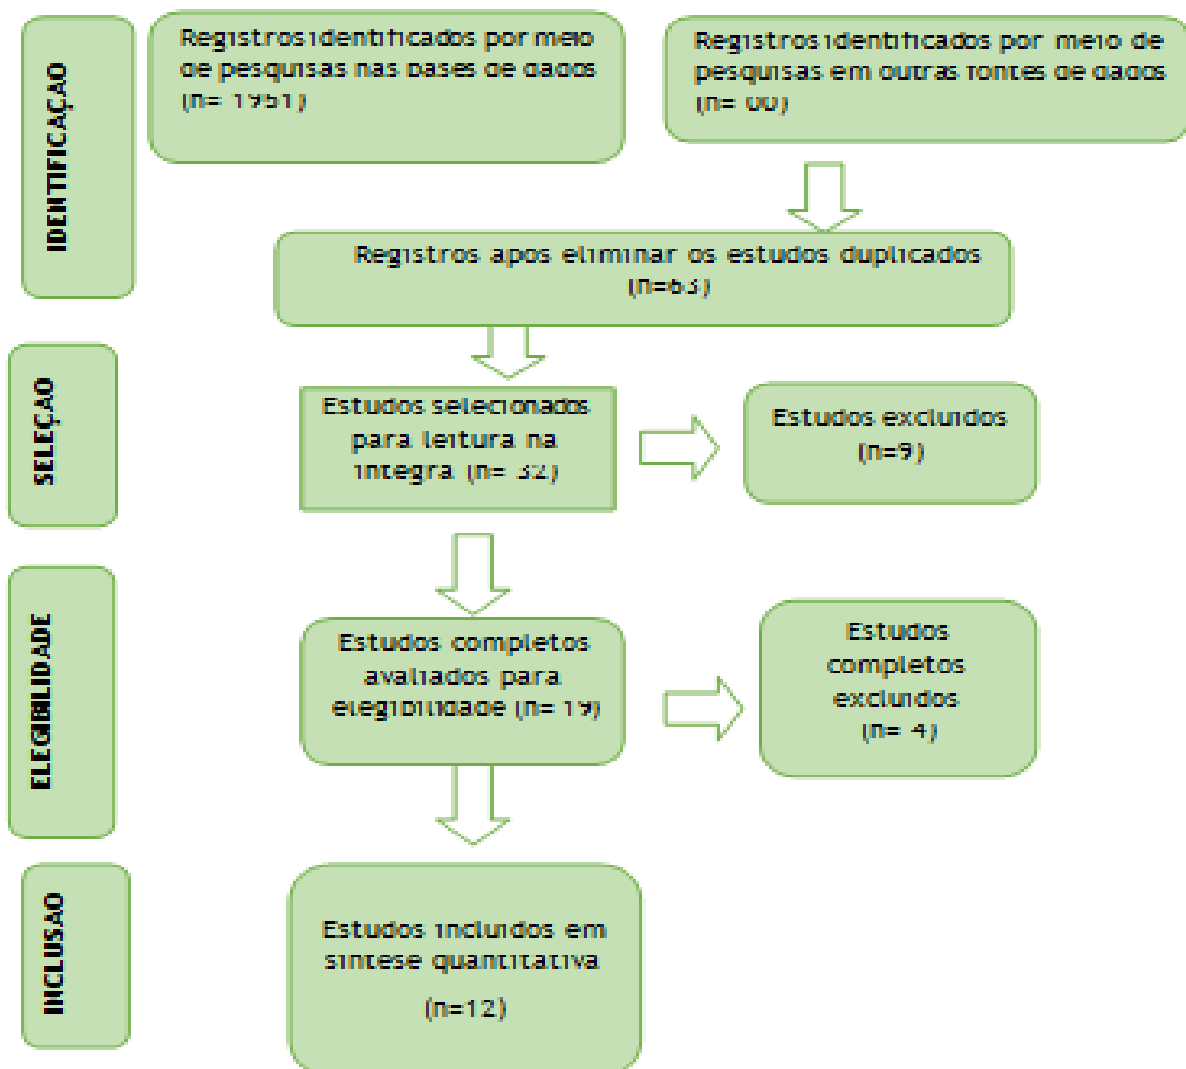 IDENTIFICAÇÃO
Registros identificados por meio
de pesquisas nas bases de dados
(n= 1951)
Registros identificados por meio de
pesquisas em outras fontes de dados
(n= 00)
Registros após eliminar os estudos duplicados
(n=63)
SELEÇÃO
Estudos selecionados
para leitura na
íntegra (n= 32)
Estudos excluídos
(n=9)
ELEGIBILIDADE
Estudos completos
avaliados para
elegibilidade (n= 19)
Estudos
completos
excluídos
(n= 4)
INCLUSÃO
Estudos incluídos em
síntese quantitativa
(n=12)